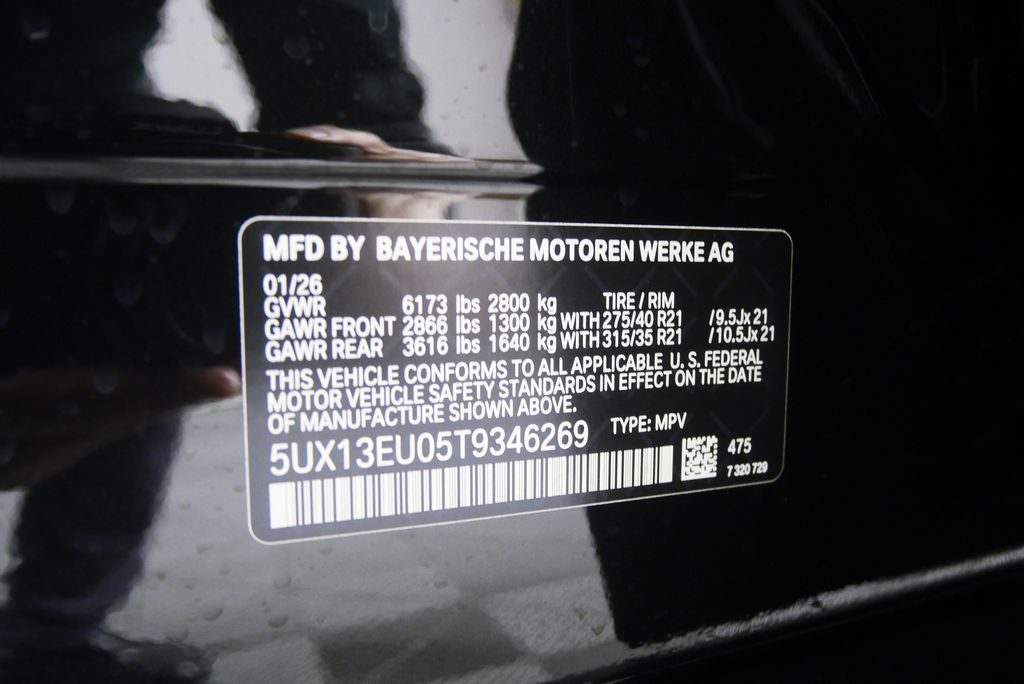 MFD BY BAYERISCHE MOTOREN WERKE AG
01/26
GVWR 6173 lbs 2800 kg TIRE / RIM
GAWR FRONT 2866 lbs 1300 kg WITH 275/40 R21 /9.5Jx 21
GAWR REAR 3616 lbs 1640 kg WITH 315/35 R21 /10.5Jx 21
THIS VEHICLE CONFORMS TO ALL APPLICABLE U. S. FEDERAL
MOTOR VEHICLE SAFETY STANDARDS IN EFFECT ON THE DATE
OF MANUFACTURE SHOWN ABOVE.
5UX13EU05T9346269 TYPE: MPV
475
7 320 729